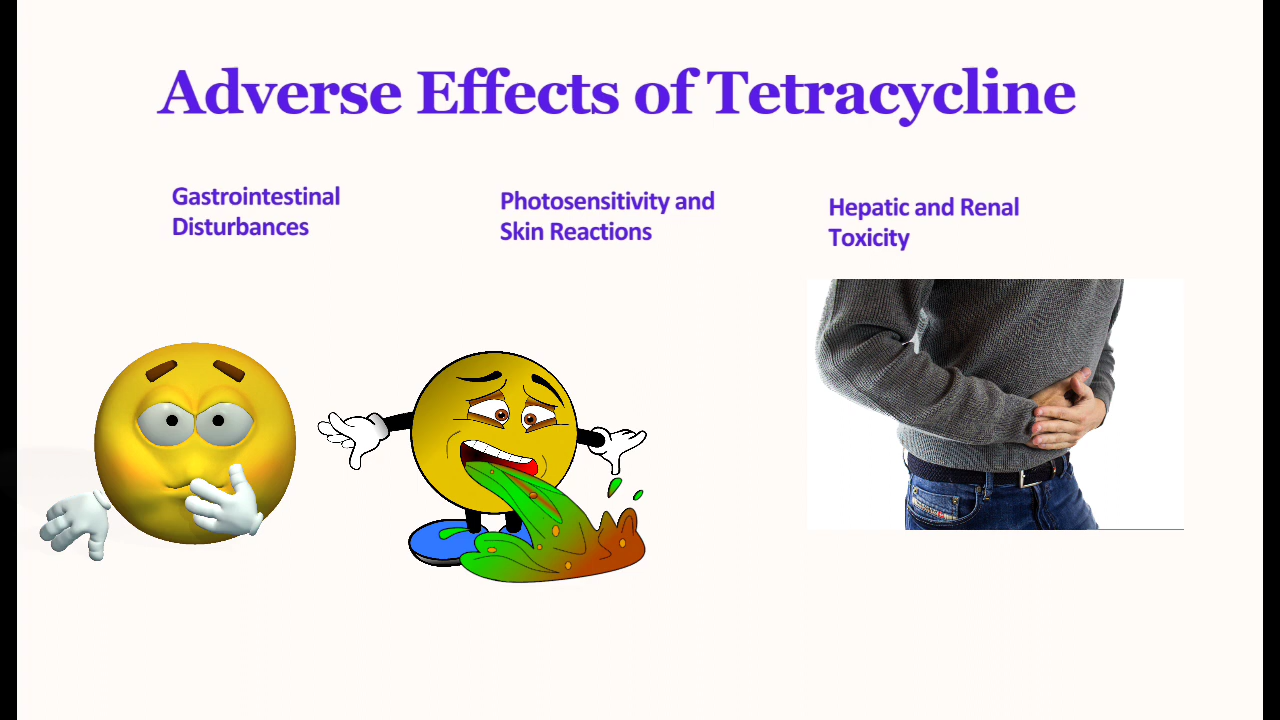 Adverse Effects of Tetracycline
Gastrointestinal
Disturbances
Photosensitivity and
Skin Reactions
Hepatic and Renal
Toxicity